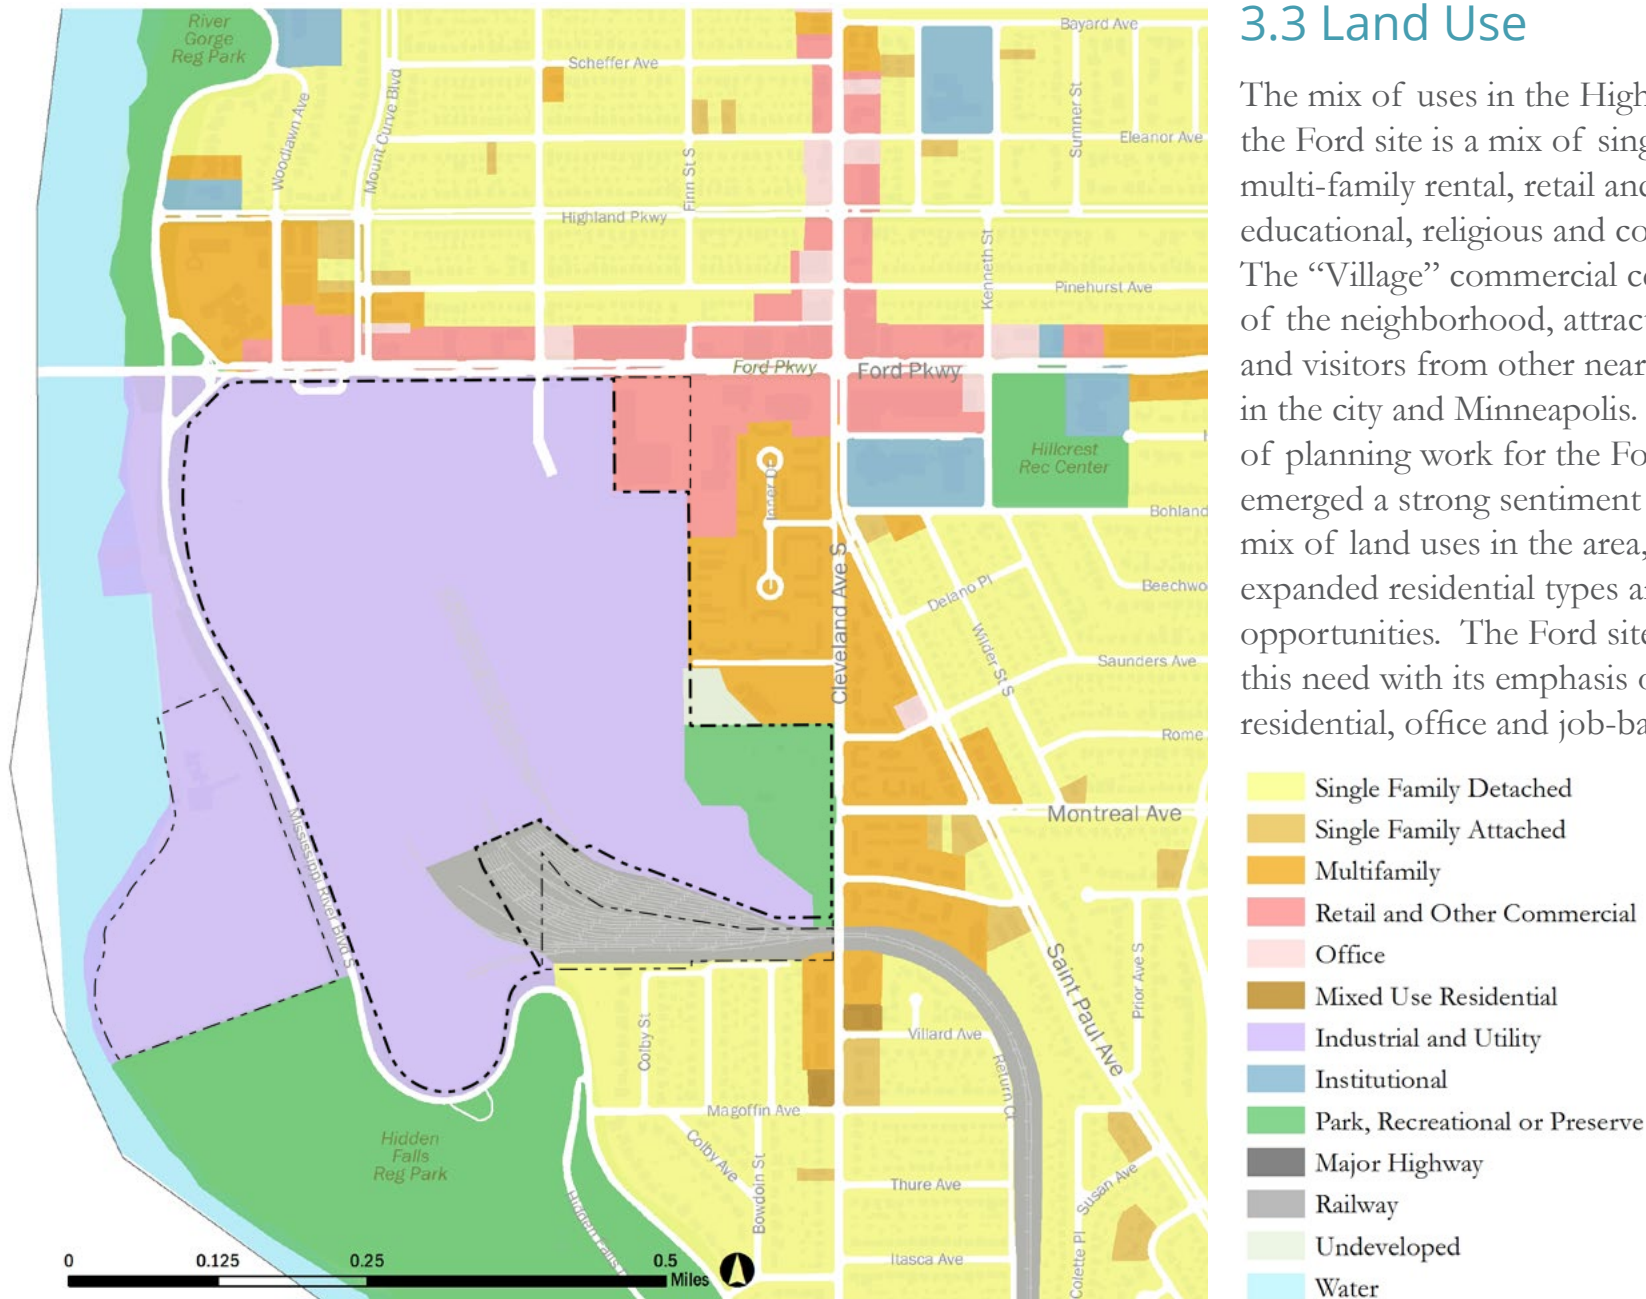 3.3 Land Use
The mix of uses in the High
the Ford site is a mix of sing
multi-family rental, retail and
educational, religious and co
The “Village” commercial c
of the neighborhood, attrac
and visitors from other near
in the city and Minneapolis.
of planning work for the Fo
emerged a strong sentiment
mix of land uses in the area,
expanded residential types a
opportunities. The Ford site
this need with its emphasis o
residential, office and job-ba
Single Family Detached
Single Family Attached
Multifamily
Retail and Other Commercial
Office
Mixed Use Residential
Industrial and Utility
Institutional
Park, Recreational or Preserve
Major Highway
Railway
Undeveloped
Water
River
Gorge
Reg Park
Bayard Ave
Scheffer Ave
Woodlawn Ave
Mount Curve Blvd
Finn St S
Sumner St
Eleanor Ave
Highland Pkwy
Kenneth St
Pinehurst Ave
Ford Pkwy
Ford Pkwy
Hillcrest
Rec Center
Inner Dr
Bohland
Cleveland Ave S
Delano Pl
Beechwo
Wilder St S
Saunders Ave
Rome
Montreal Ave
Mississippi River Blvd S
Saint Paul Ave
Prior Ave S
Colby St
Villard Ave
Return Ct
Magoffin Ave
Colby Ave
Bowdoin St
Hidden
Falls
Reg Park
Thure Ave
Susan Ave
Colette Pl
Itasca Ave
0 0.125 0.25 0.5
Miles